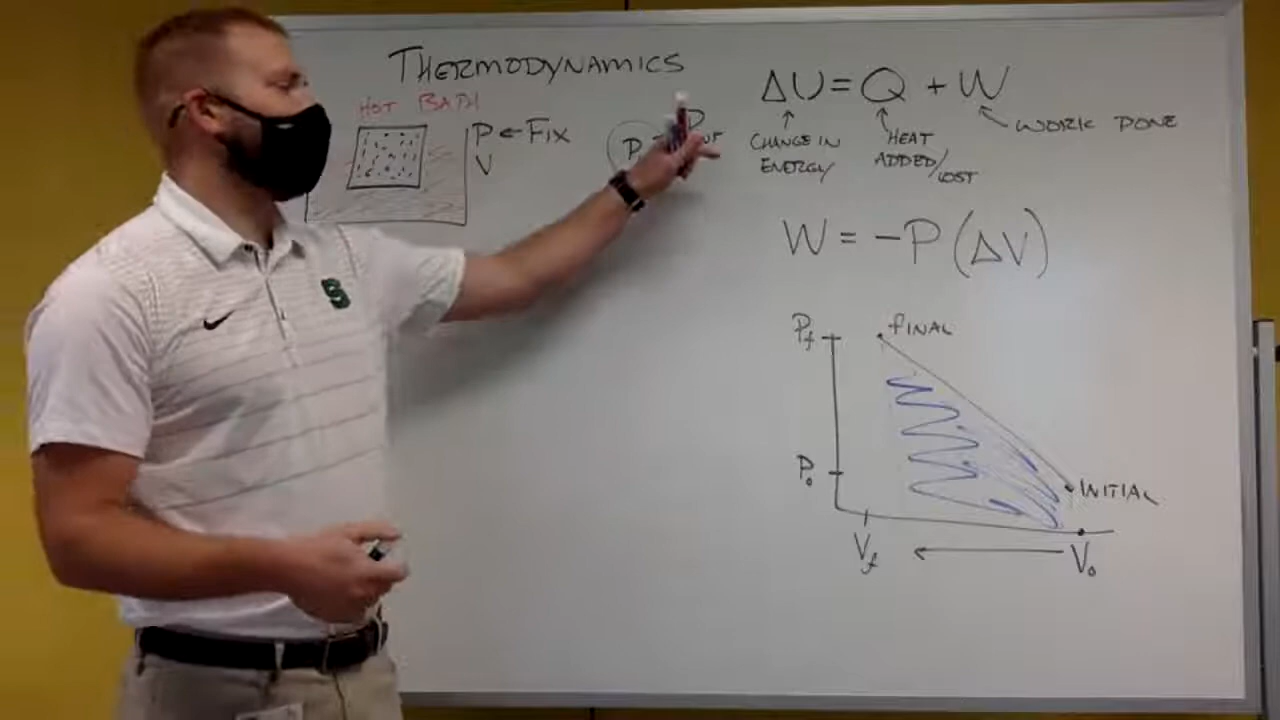 THERMODYNAMICS
HOT BATH
P ← FIX
V
P
ΔU = Q + W
CHANGE IN ENERGY
HEAT ADDED/LOST
WORK DONE
W = -P (ΔV)
Pf
FINAL
P₀
INITIAL
Vf
V₀
S